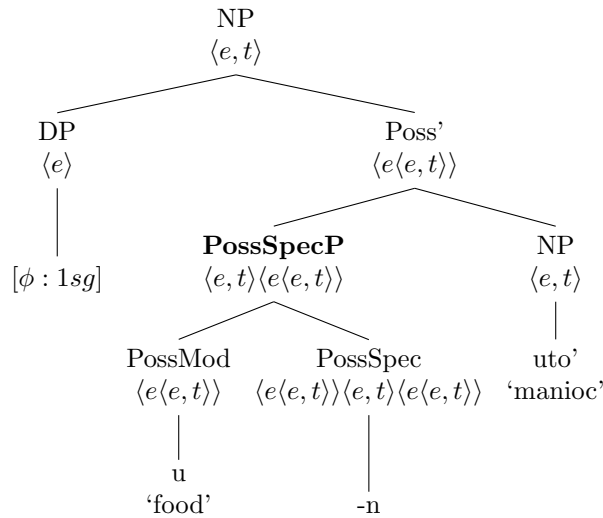 NP
⟨e, t⟩
DP Poss'
⟨e⟩ ⟨e⟨e, t⟩⟩
PossSpecP NP
[ϕ : 1sg] ⟨e, t⟩⟨e⟨e, t⟩⟩ ⟨e, t⟩
PossMod PossSpec uto'
⟨e⟨e, t⟩⟩ ⟨e⟨e, t⟩⟩⟨e, t⟩⟨e⟨e, t⟩⟩ ‘manioc’
u
‘food’ -n